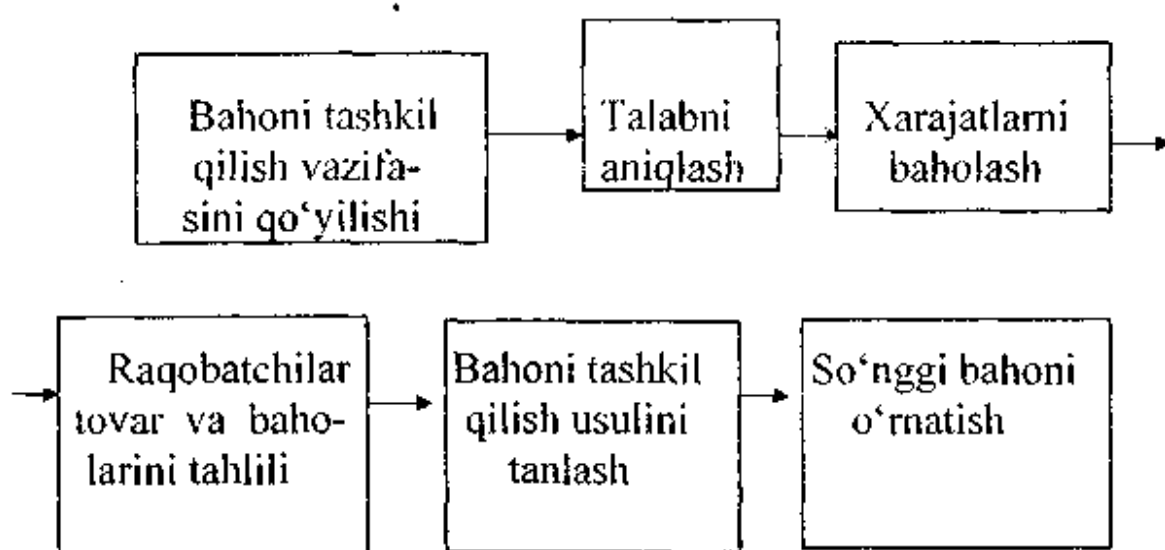 Bahoni tashkil
qilish vazifa-
sini qo‘yilishi
Talabni
aniqlash
Xarajatlarni
baholash
Raqobatchilar
tovar va baho-
larini tahlili
Bahoni tashkil
qilish usulini
tanlash
So‘nggi bahoni
o‘rnatish